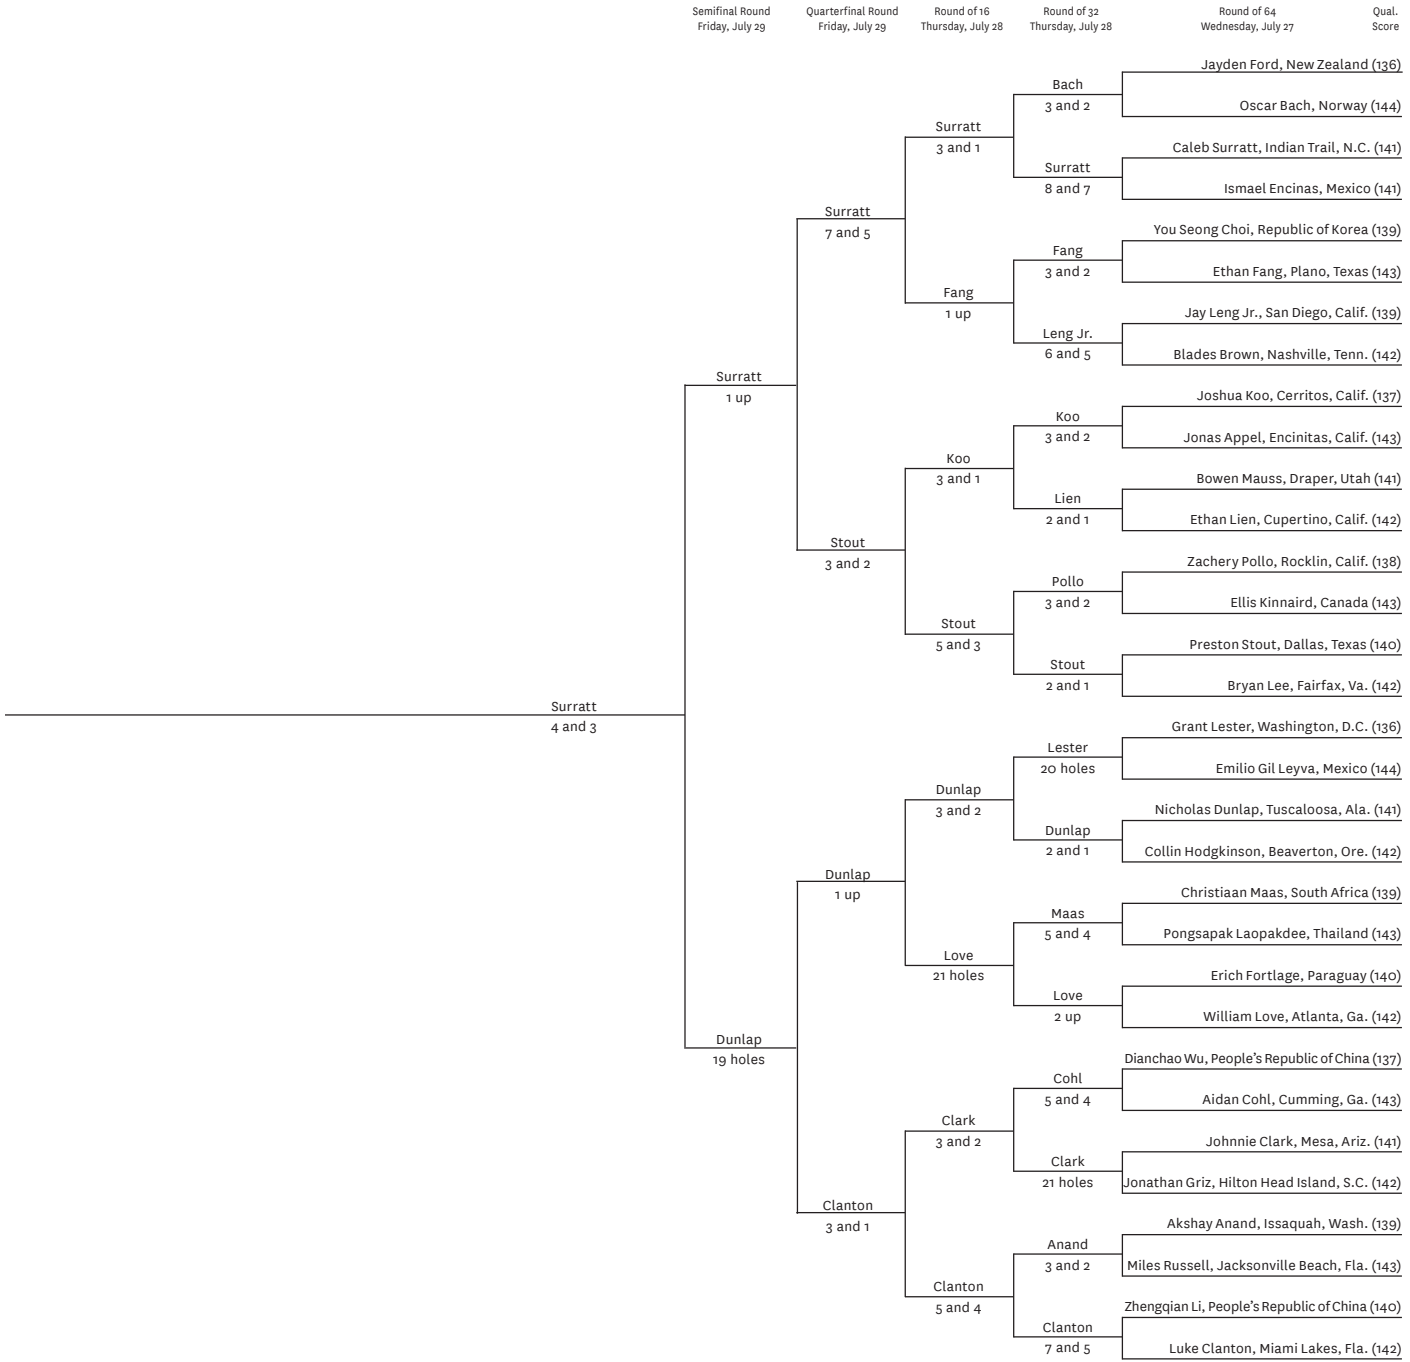 Semifinal Round
Friday, July 29
Quarterfinal Round
Friday, July 29
Round of 16
Thursday, July 28
Round of 32
Thursday, July 28
Round of 64
Wednesday, July 27
Qual.
Score
Jayden Ford, New Zealand (136)
Bach
3 and 2
Oscar Bach, Norway (144)
Surratt
3 and 1
Caleb Surratt, Indian Trail, N.C. (141)
Surratt
8 and 7
Ismael Encinas, Mexico (141)
Surratt
7 and 5
You Seong Choi, Republic of Korea (139)
Fang
3 and 2
Ethan Fang, Plano, Texas (143)
Fang
1 up
Jay Leng Jr., San Diego, Calif. (139)
Leng Jr.
6 and 5
Blades Brown, Nashville, Tenn. (142)
Surratt
1 up
Joshua Koo, Cerritos, Calif. (137)
Koo
3 and 2
Jonas Appel, Encinitas, Calif. (143)
Koo
3 and 1
Bowen Mauss, Draper, Utah (141)
Lien
2 and 1
Ethan Lien, Cupertino, Calif. (142)
Stout
3 and 2
Zachery Pollo, Rocklin, Calif. (138)
Pollo
3 and 2
Ellis Kinnaird, Canada (143)
Stout
5 and 3
Preston Stout, Dallas, Texas (140)
Stout
2 and 1
Bryan Lee, Fairfax, Va. (142)
Surratt
4 and 3
Grant Lester, Washington, D.C. (136)
Lester
20 holes
Emilio Gil Leyva, Mexico (144)
Dunlap
3 and 2
Nicholas Dunlap, Tuscaloosa, Ala. (141)
Dunlap
2 and 1
Collin Hodgkinson, Beaverton, Ore. (142)
Dunlap
1 up
Christiaan Maas, South Africa (139)
Maas
5 and 4
Pongsapak Laopakdee, Thailand (143)
Love
21 holes
Erich Fortlage, Paraguay (140)
Love
2 up
William Love, Atlanta, Ga. (142)
Dunlap
19 holes
Dianchao Wu, People’s Republic of China (137)
Cohl
5 and 4
Aidan Cohl, Cumming, Ga. (143)
Clark
3 and 2
Johnnie Clark, Mesa, Ariz. (141)
Clark
21 holes
Jonathan Griz, Hilton Head Island, S.C. (142)
Clanton
3 and 1
Akshay Anand, Issaquah, Wash. (139)
Anand
3 and 2
Miles Russell, Jacksonville Beach, Fla. (143)
Clanton
5 and 4
Zhengqian Li, People’s Republic of China (140)
Clanton
7 and 5
Luke Clanton, Miami Lakes, Fla. (142)